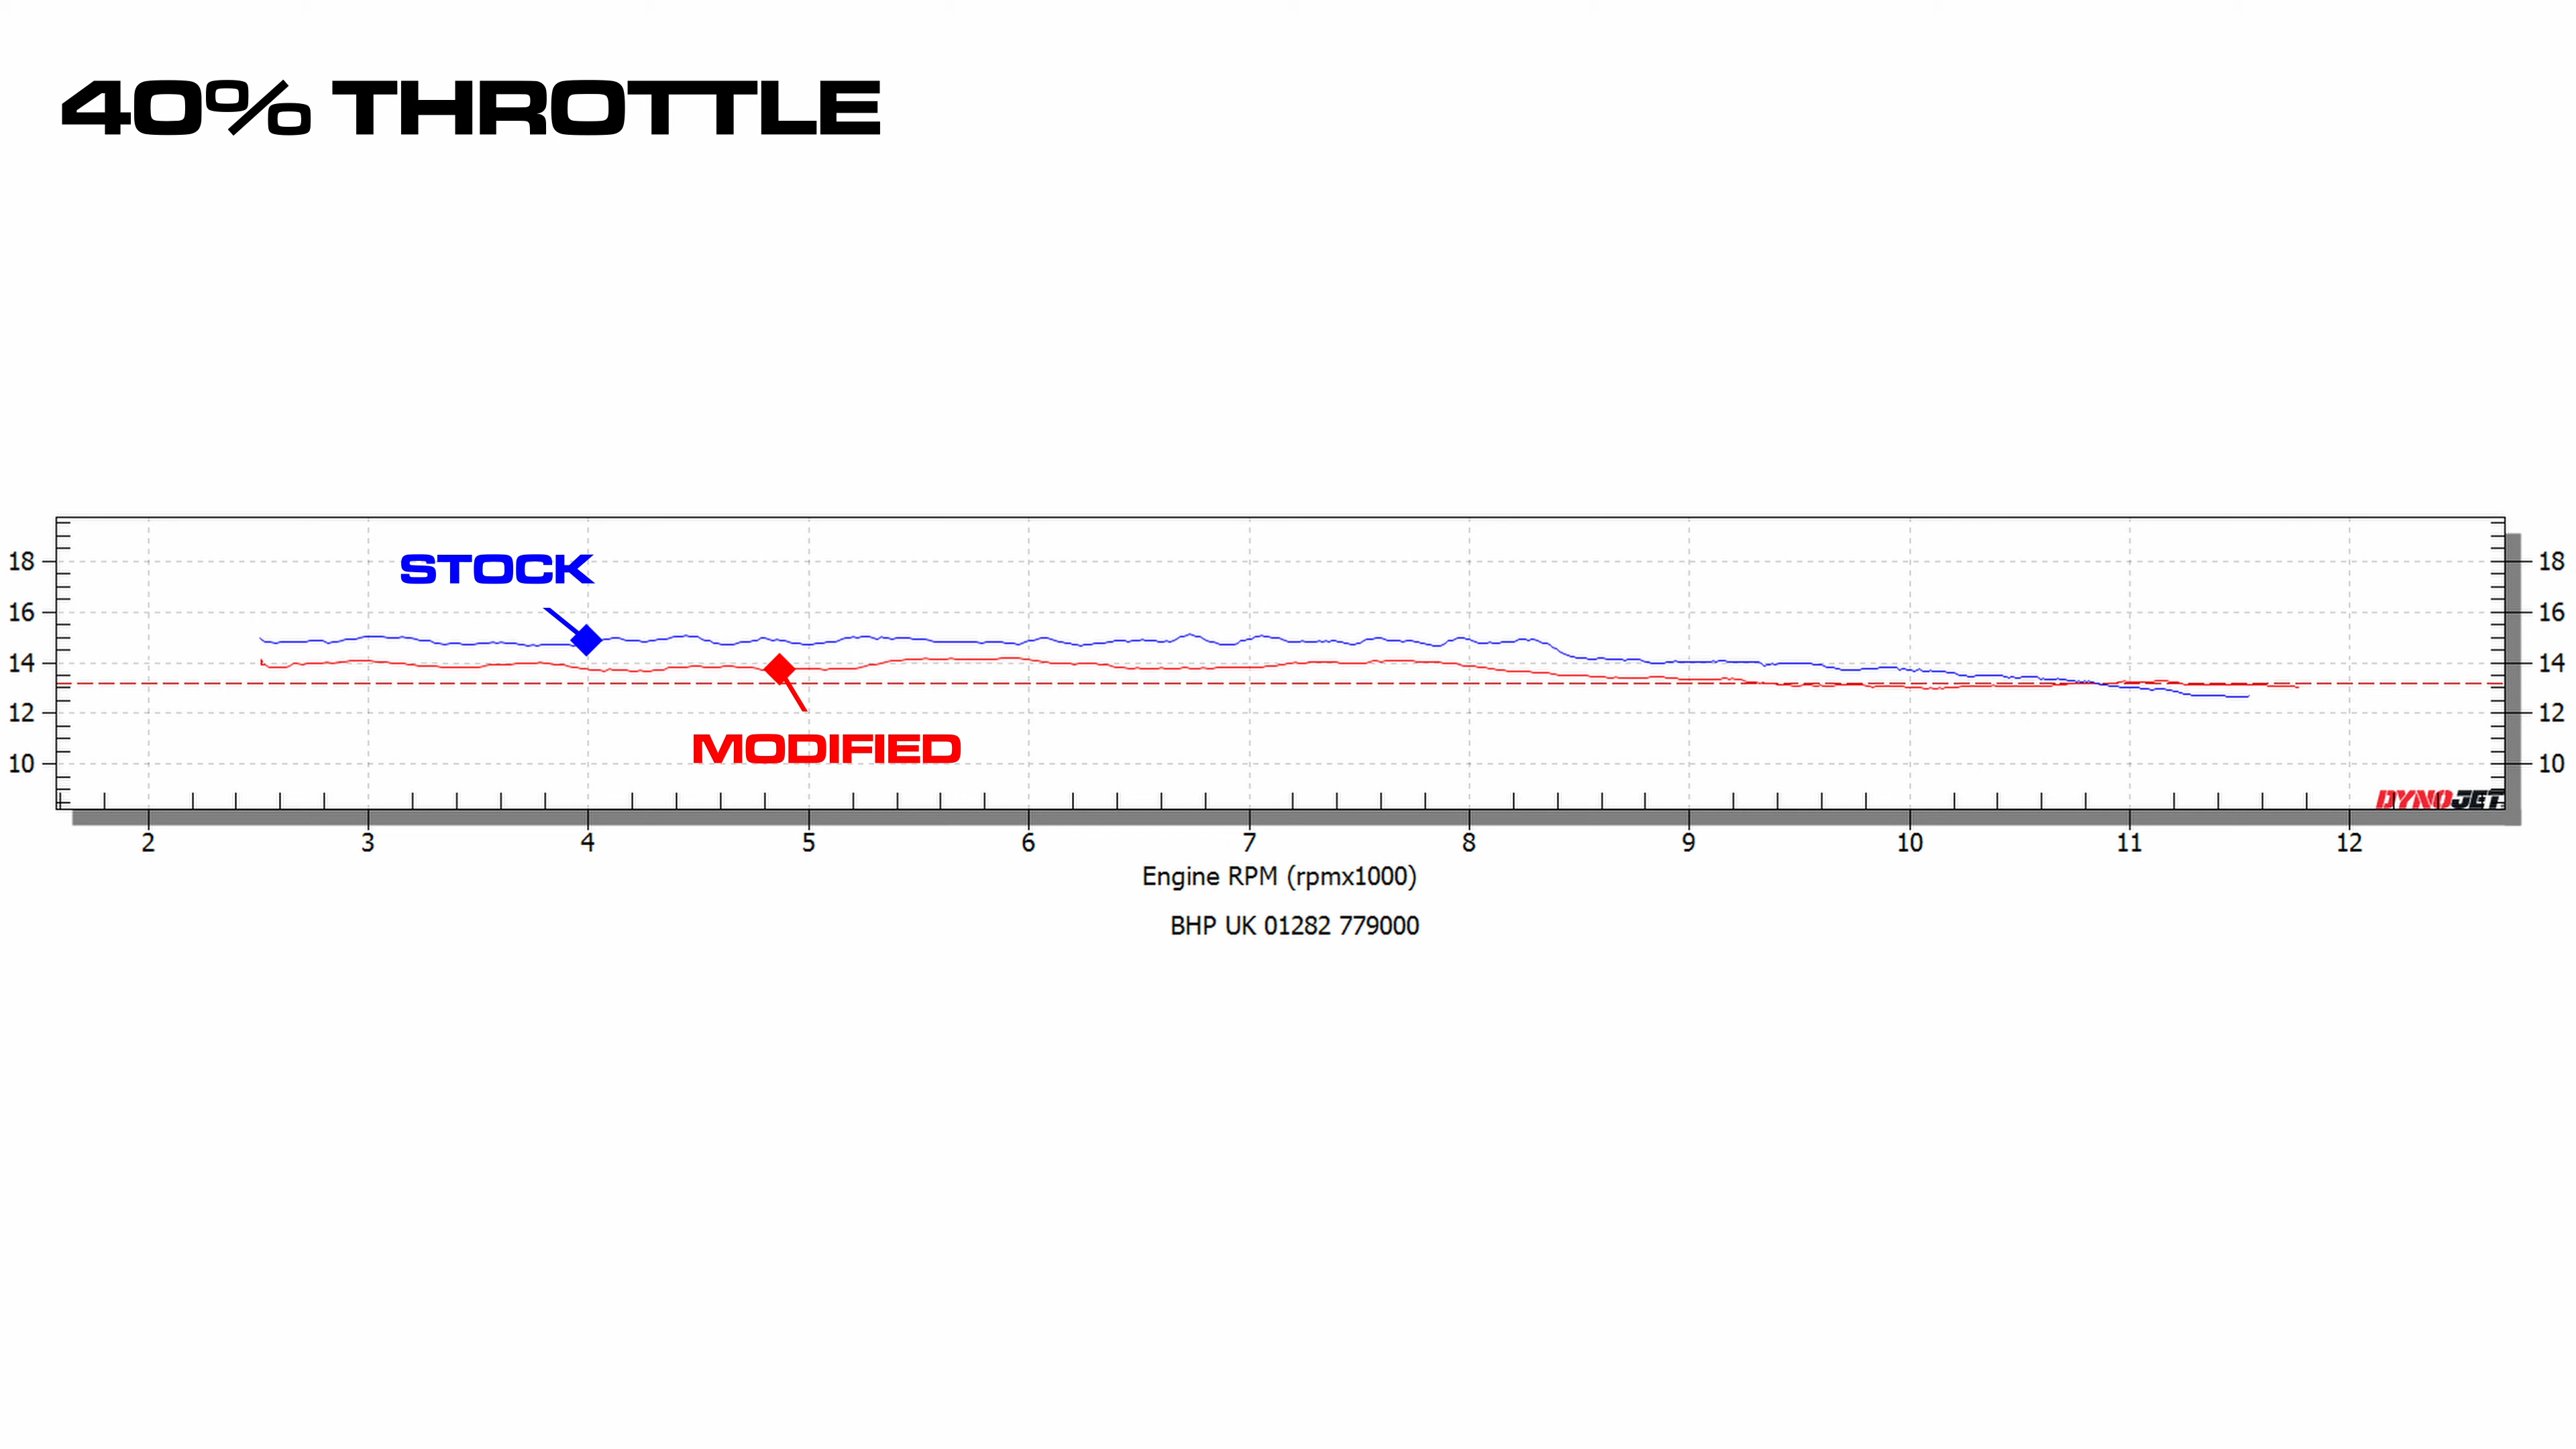 40% THROTTLE
STOCK
MODIFIED
18
16
14
12
10
18
16
14
12
10
DYNOJET
2 3 4 5 6 7 8 9 10 11 12
Engine RPM (rpmx1000)
BHP UK 01282 779000